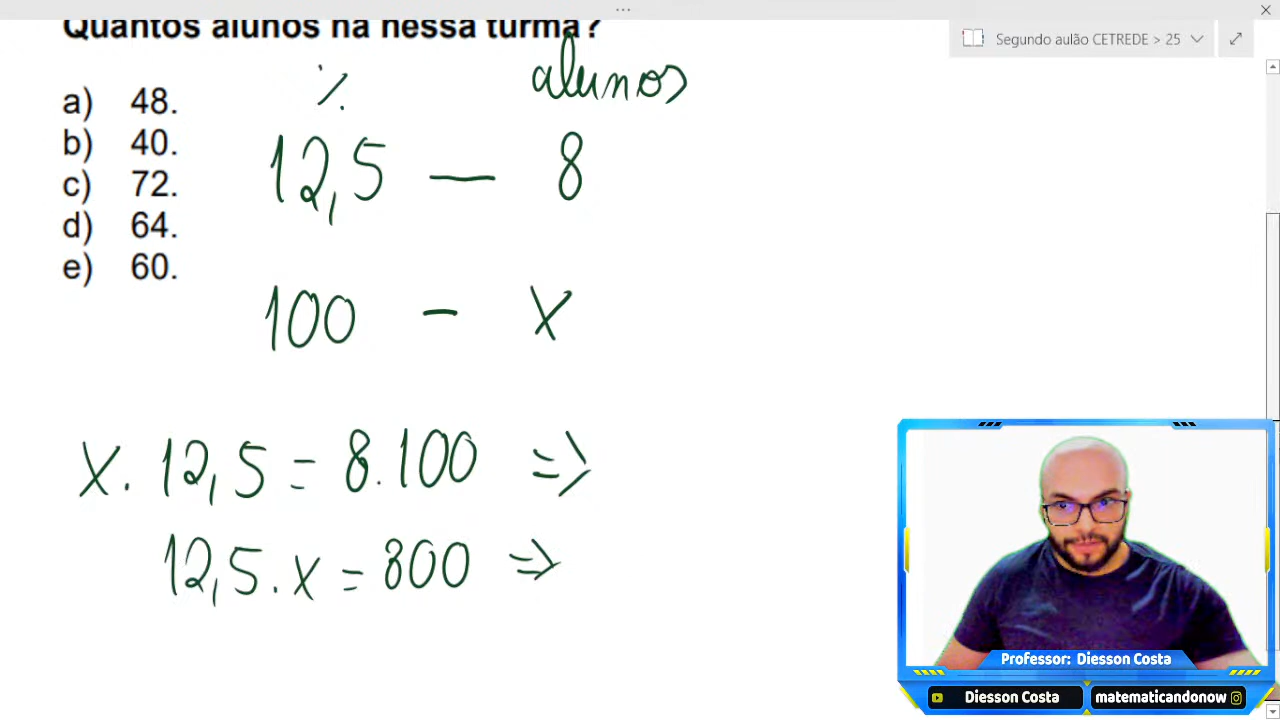 Quantos alunos há nessa turma?
Segundo aulão CETREDE > 25
% alunos
a) 48.
b) 40.
c) 72.
d) 64.
e) 60.
12,5 — 8
100 - x
x . 12,5 = 8.100 =>
12,5 . x = 800 =>
Professor: Diesson Costa
Diesson Costa
matematicandonow